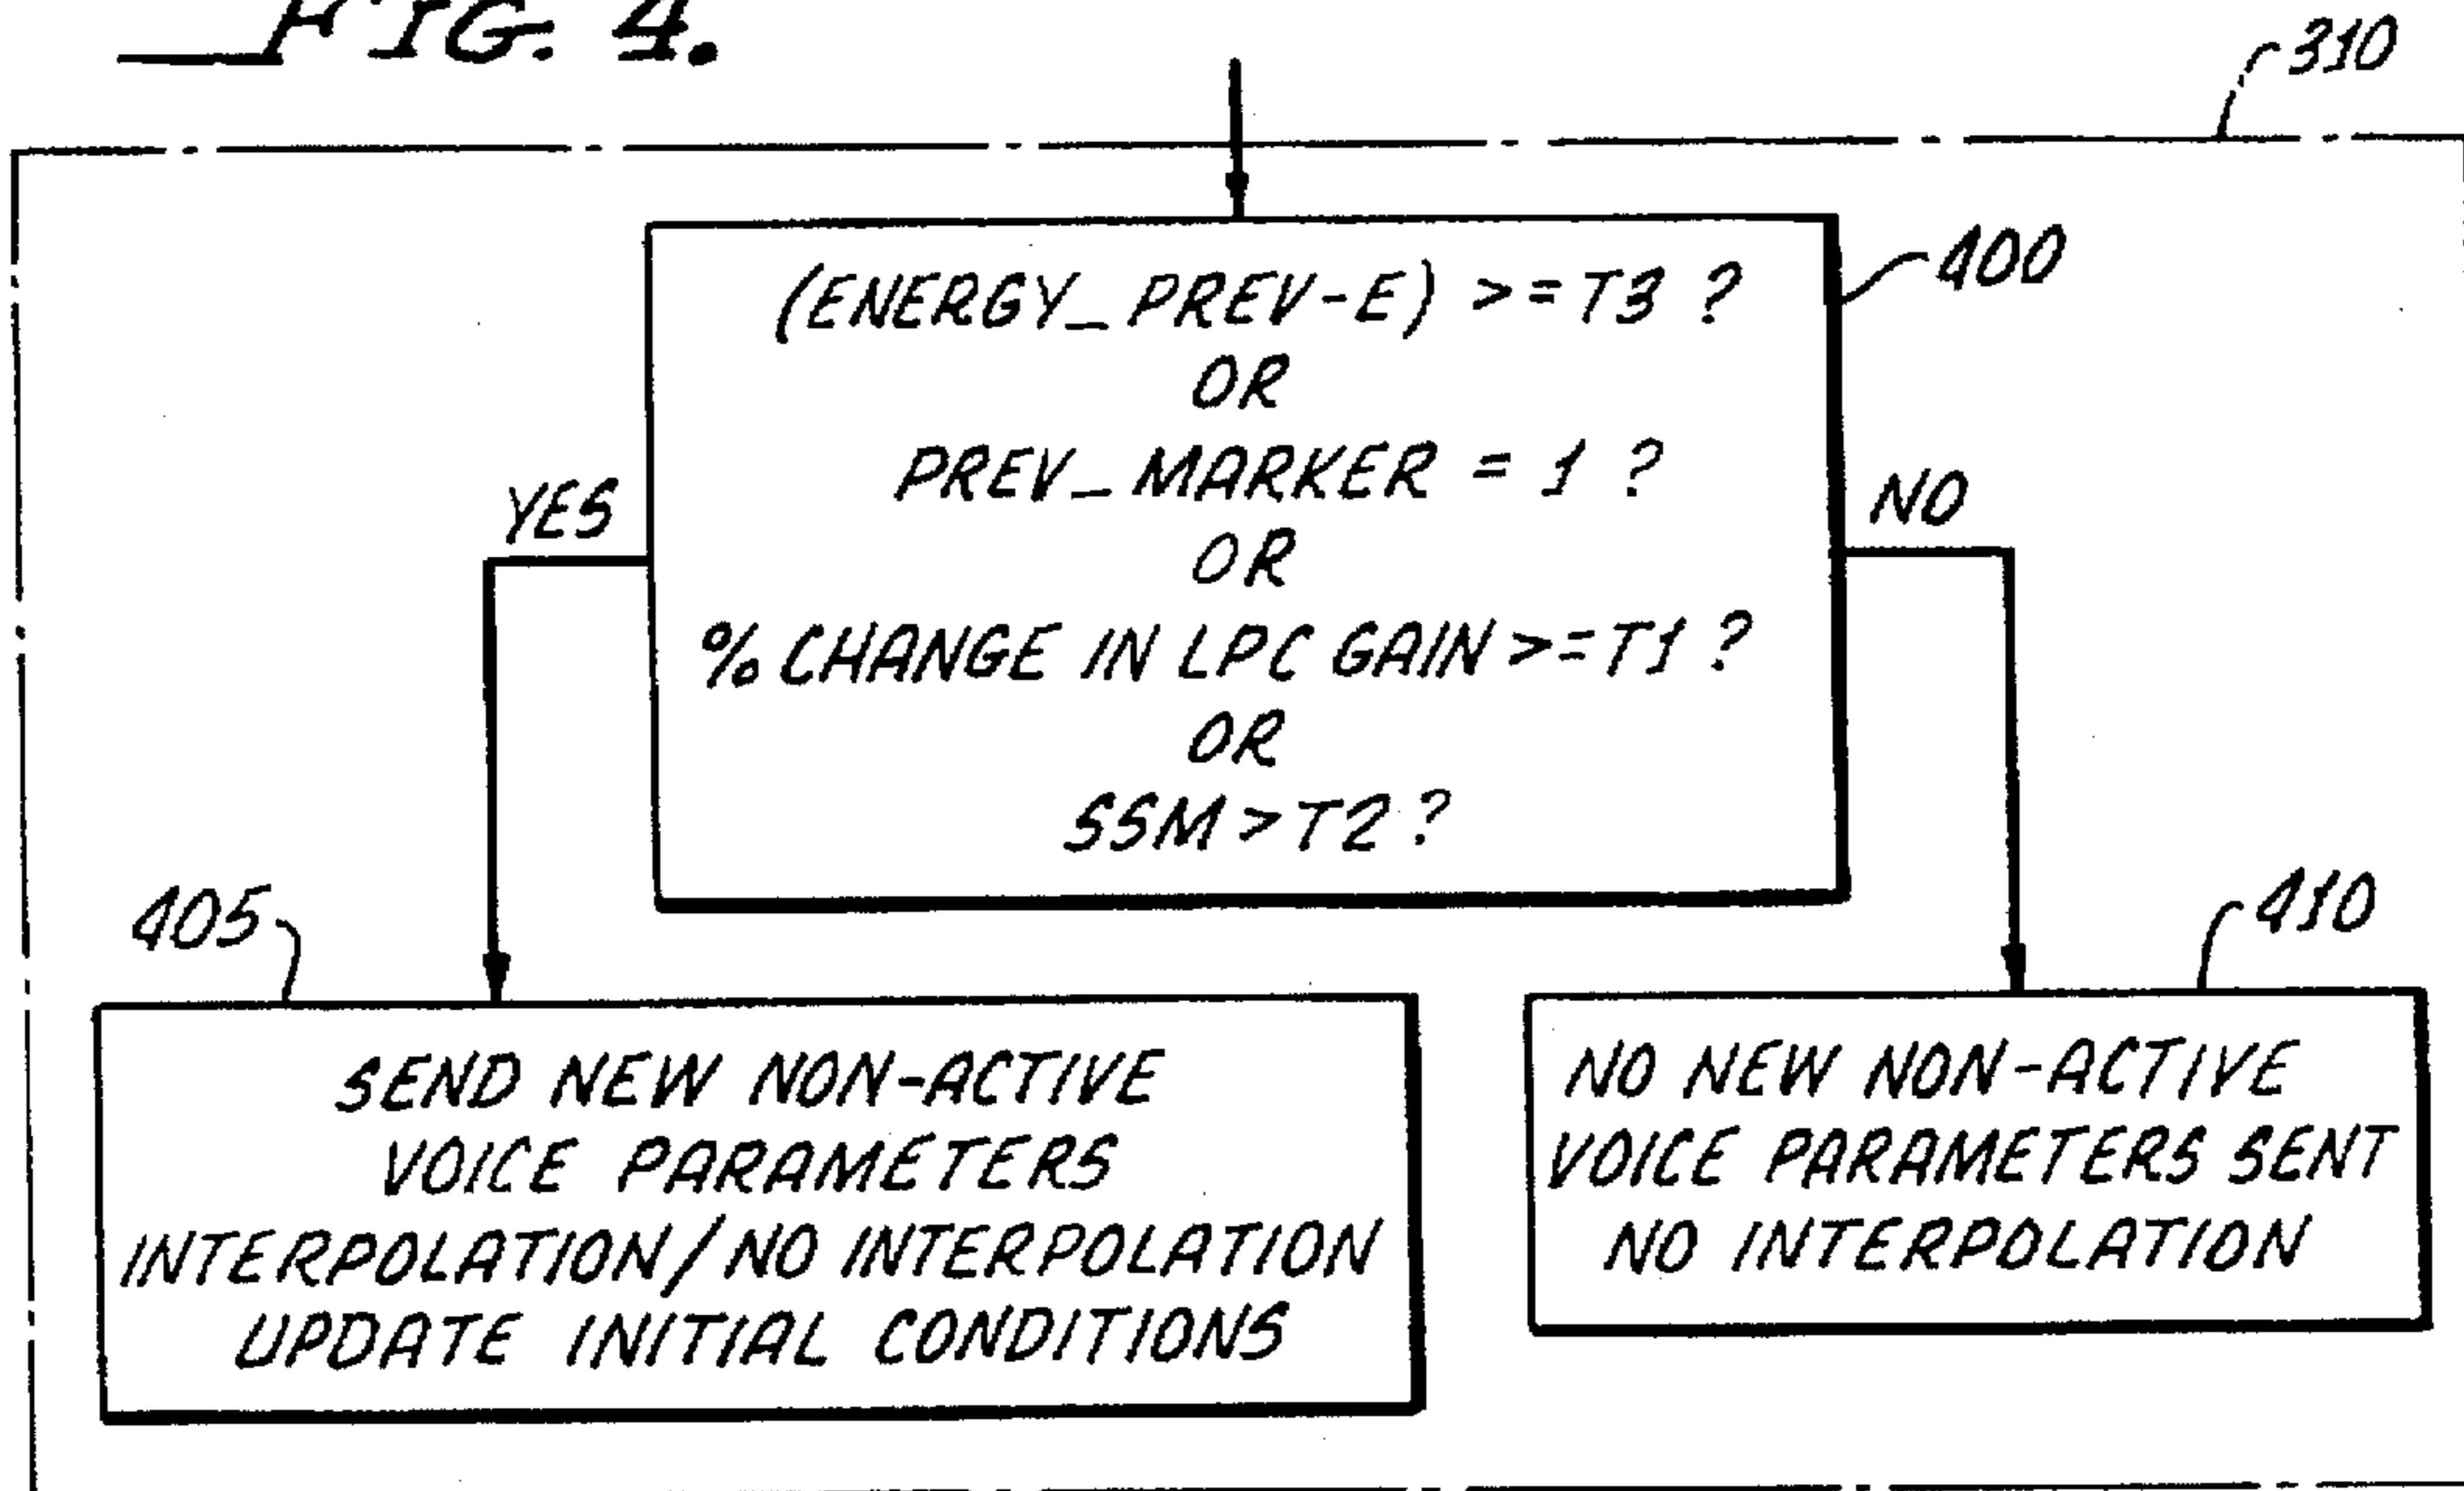 FIG. 4.
310
(ENERGY_PREV-E) >=T3 ?
400
OR
PREV_MARKER = 1 ?
YES
NO
OR
% CHANGE IN LPC GAIN >=T1 ?
OR
SSM>T2?
405
410
SEND NEW NON-ACTIVE
VOICE PARAMETERS
INTERPOLATION/NO INTERPOLATION
UPDATE INITIAL CONDITIONS
NO NEW NON-ACTIVE
VOICE PARAMETERS SENT
NO INTERPOLATION